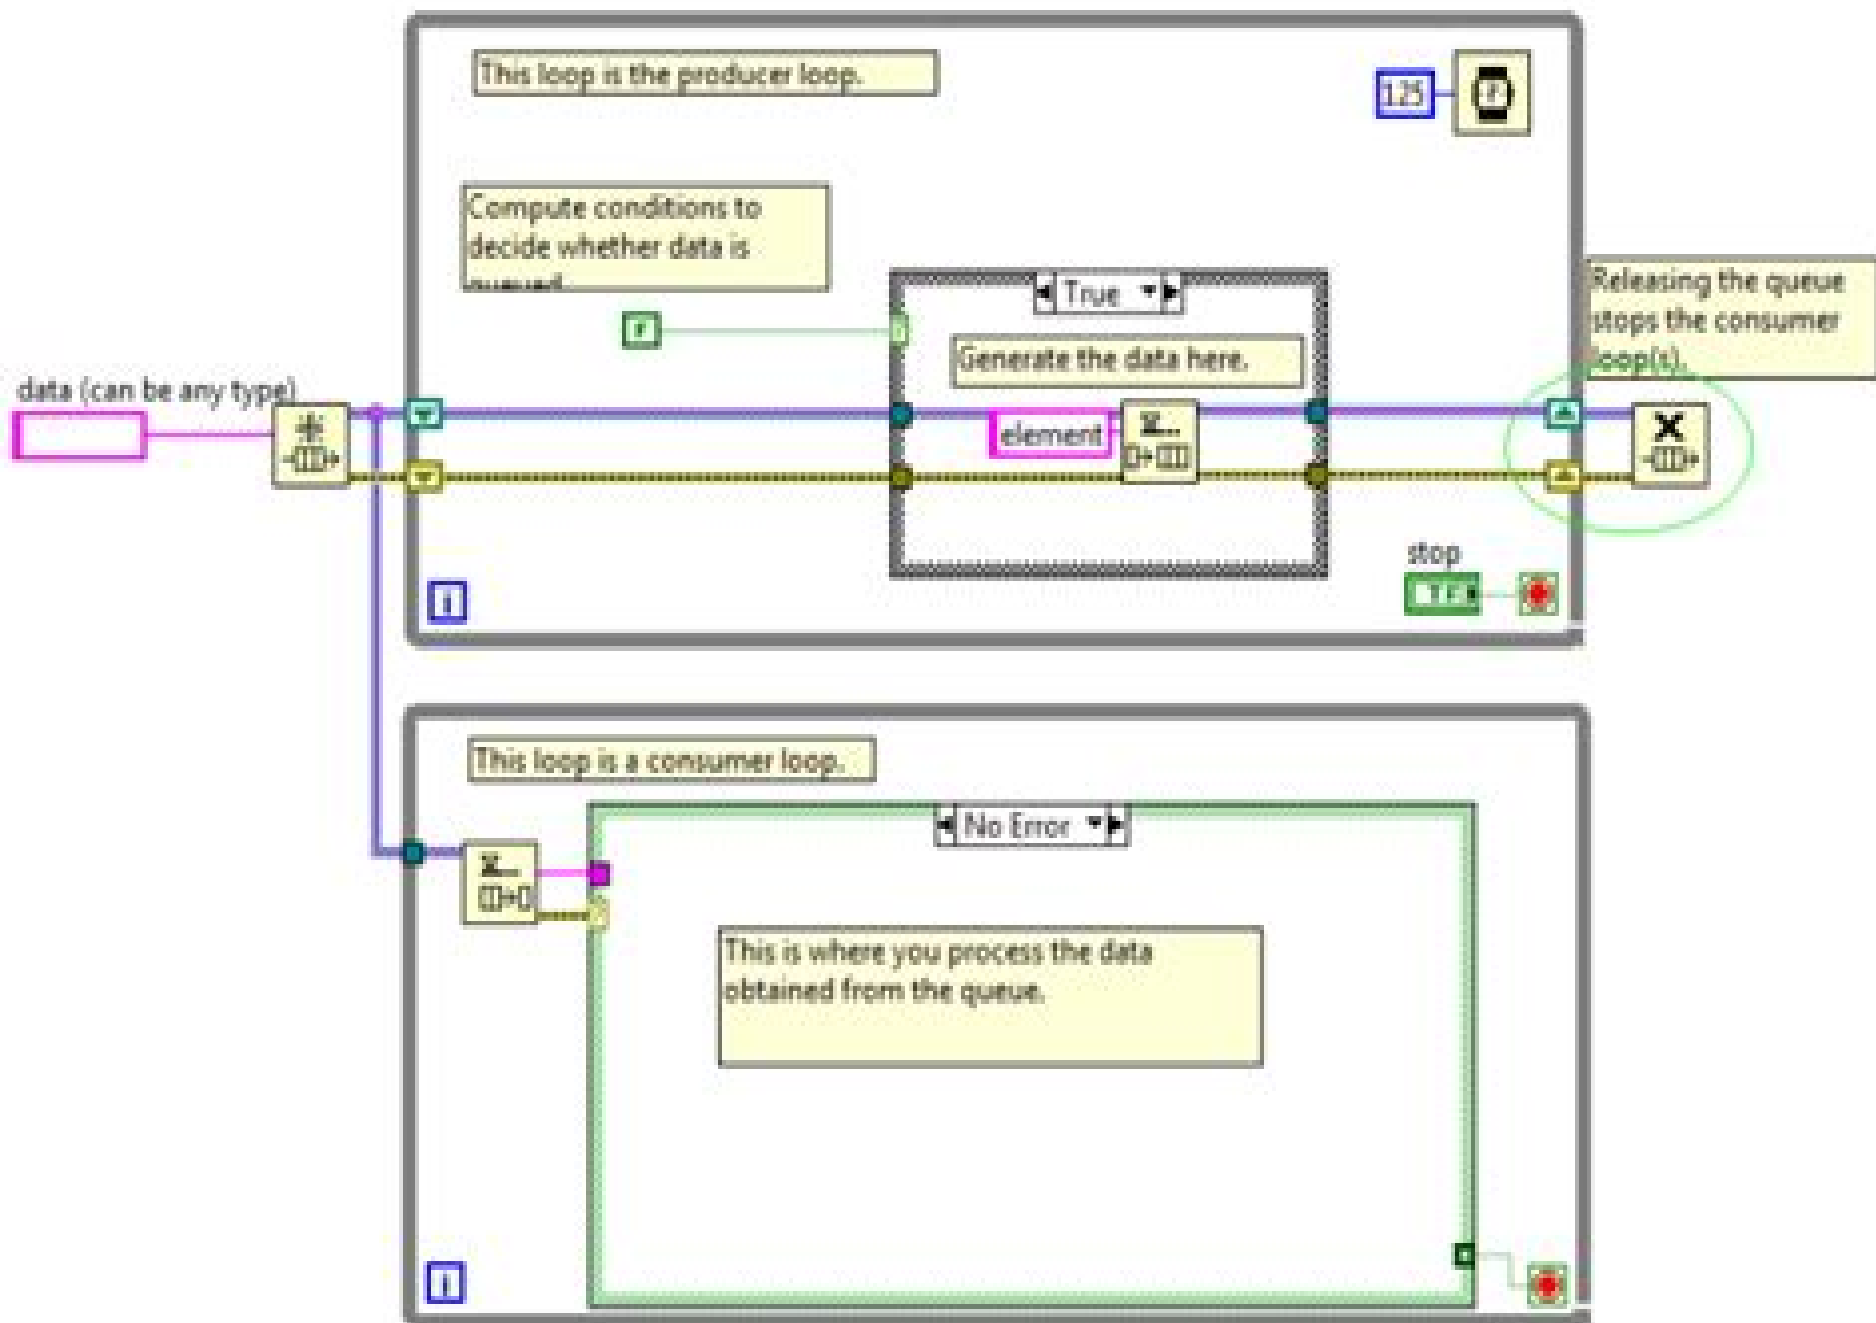 This loop is the producer loop.
125
Compute conditions to
decide whether data is
queued
True
Generate the data here.
Releasing the queue
stops the consumer
loop(s).
data (can be any type)
element
F
stop
TF
i
This loop is a consumer loop.
No Error
This is where you process the data
obtained from the queue.
i